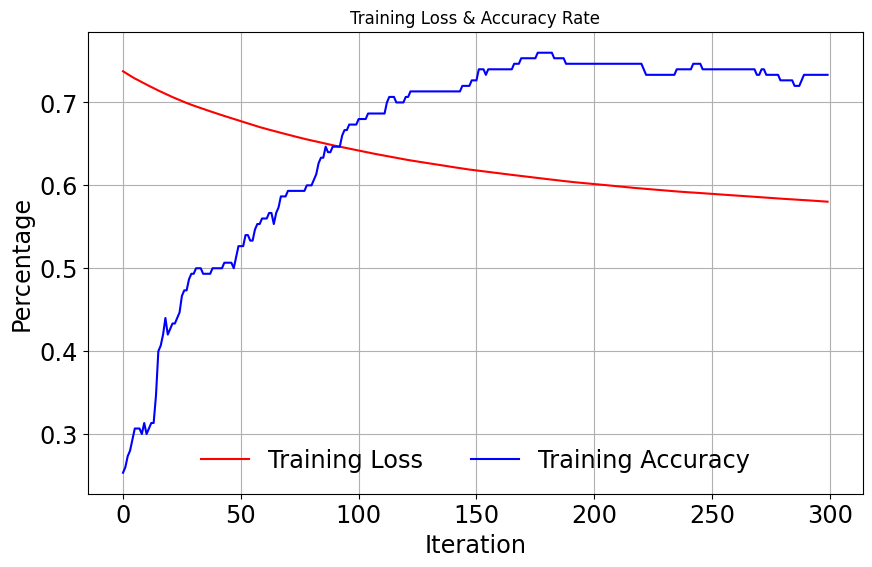 Training Loss & Accuracy Rate
Percentage
0.7
0.6
0.5
0.4
0.3
Training Loss
Training Accuracy
0 50 100 150 200 250 300
Iteration